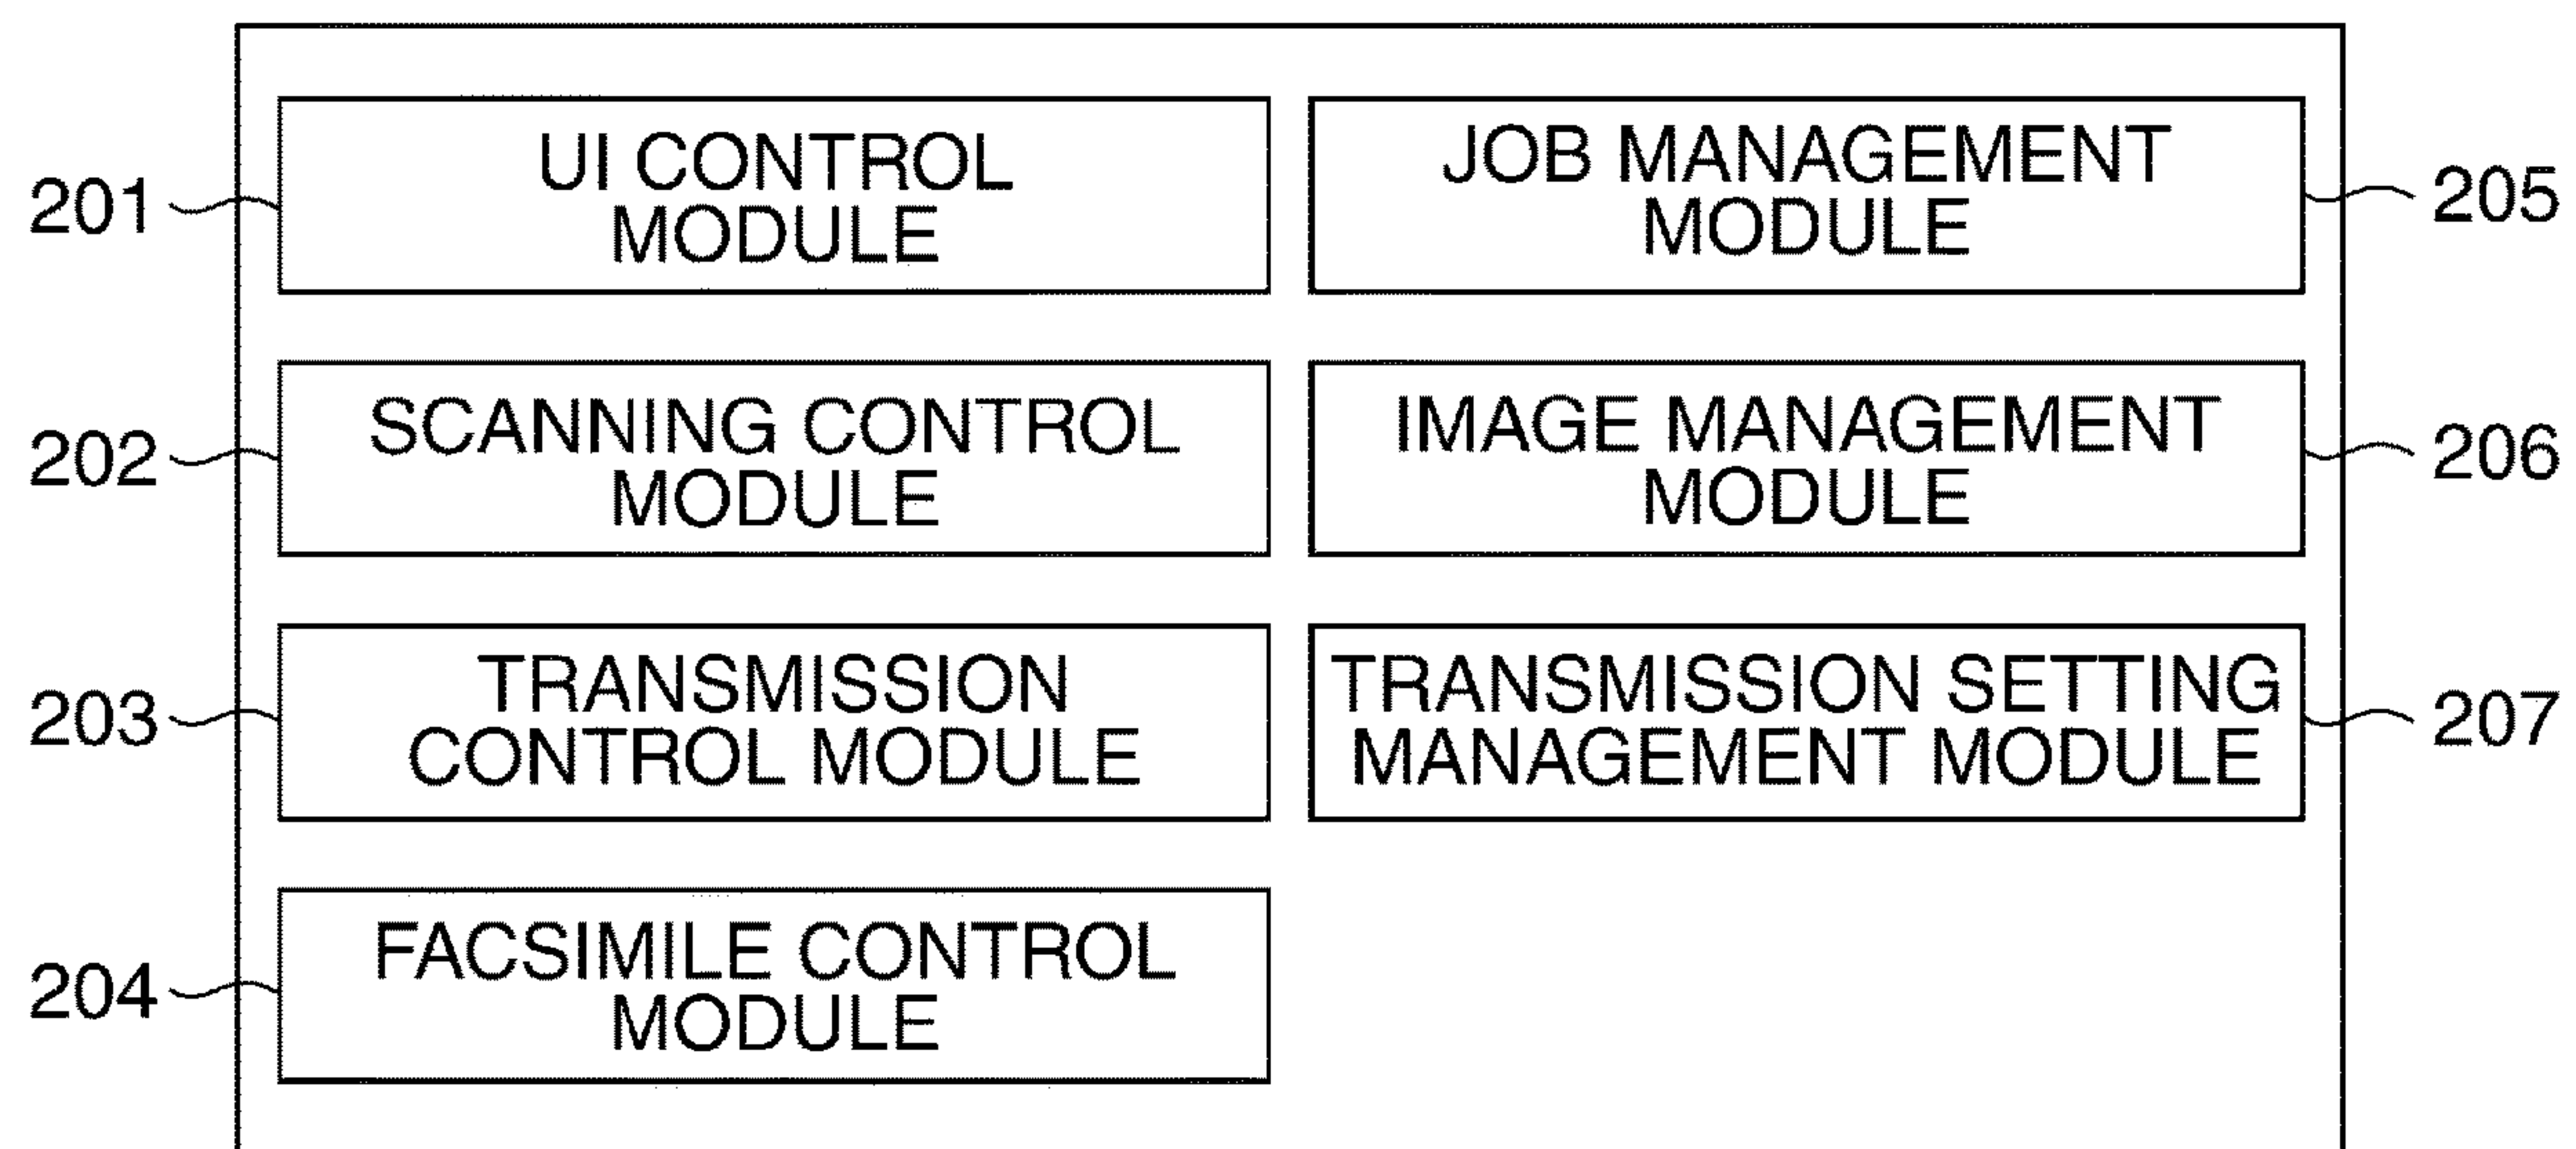 201
UI CONTROL
MODULE
202
SCANNING CONTROL
MODULE
203
TRANSMISSION
CONTROL MODULE
204
FACSIMILE CONTROL
MODULE
JOB MANAGEMENT
MODULE
205
IMAGE MANAGEMENT
MODULE
206
TRANSMISSION SETTING
MANAGEMENT MODULE
207